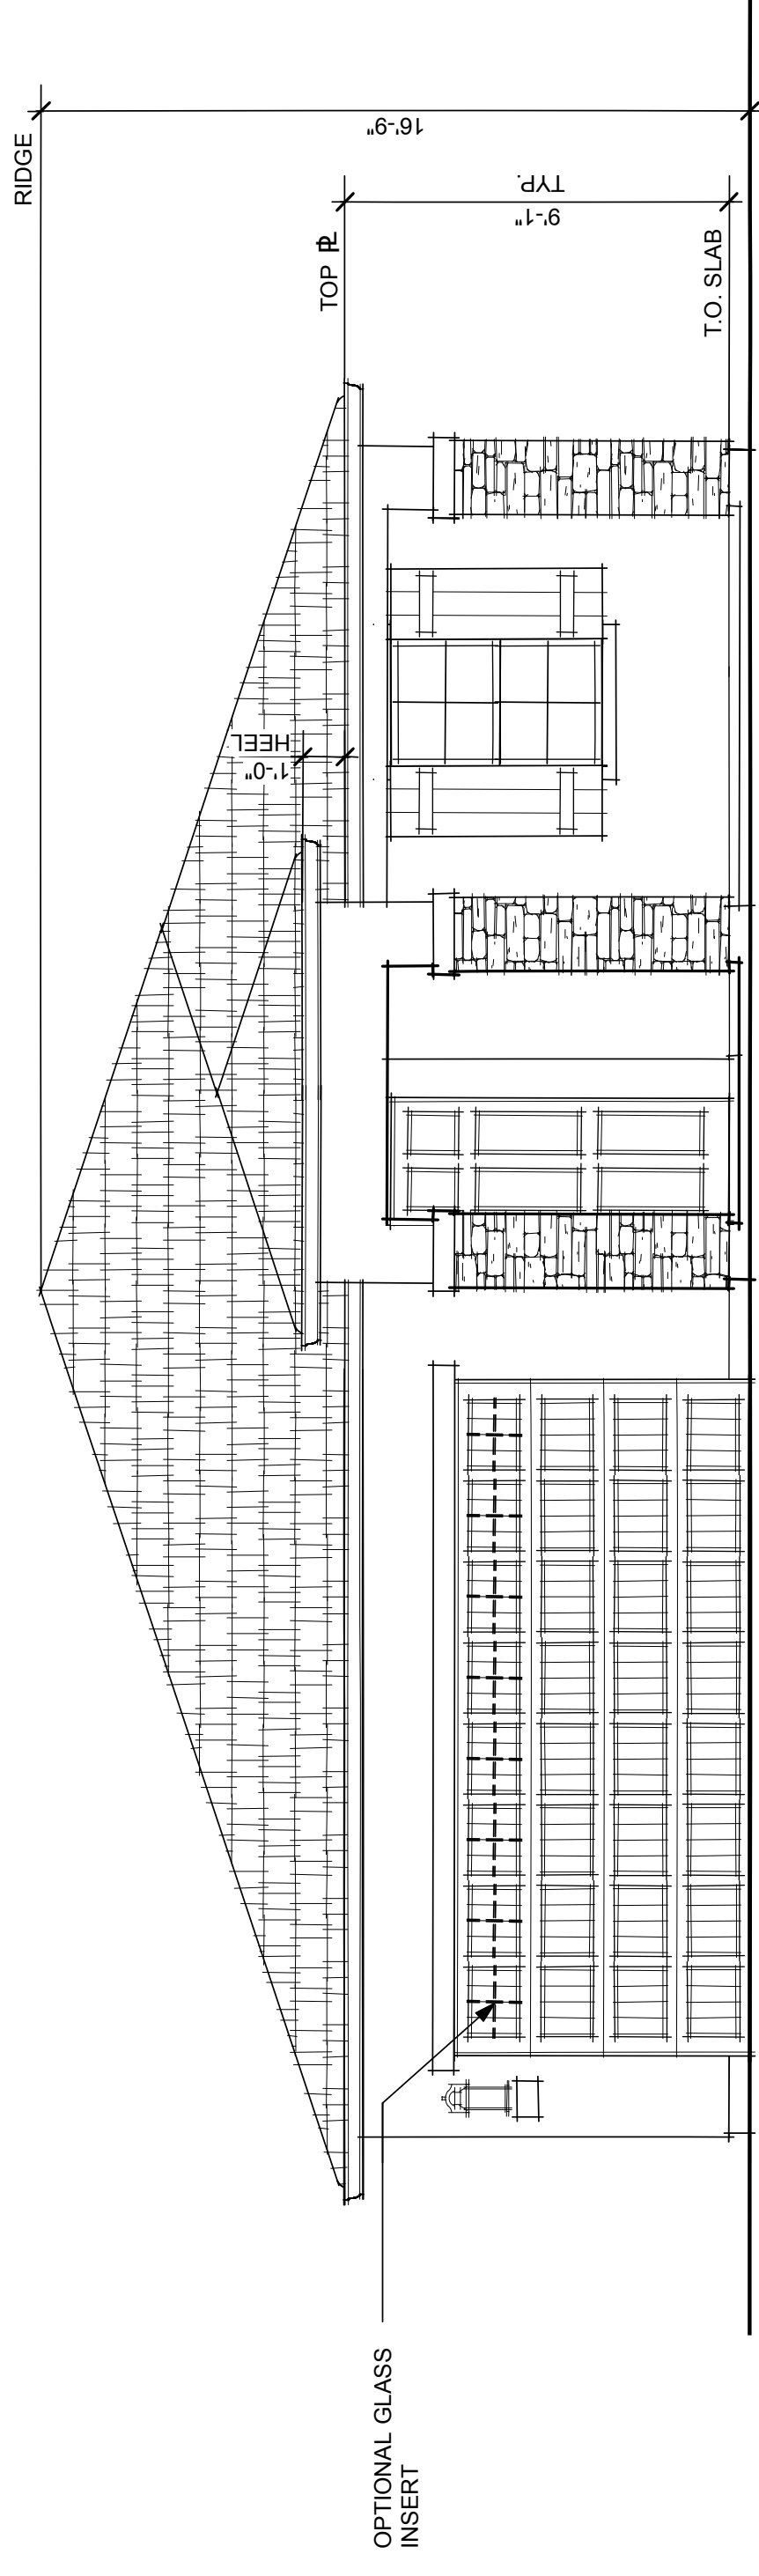 RIDGE
16'-9"
TOP PL
9'-1"
TYP.
T.O. SLAB
1'-0"
HEEL
OPTIONAL GLASS
INSERT